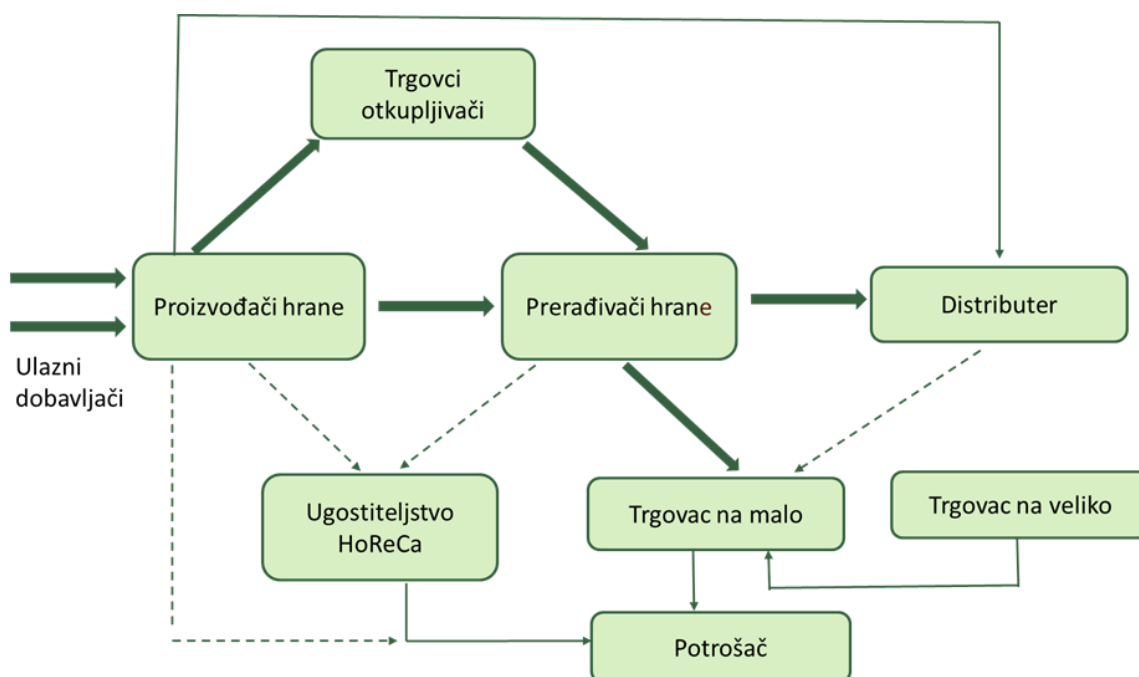 Trgovci
otkupljivači
Proizvođači hrane
Prerađivači hrane
Distributer
Ulazni
dobavljači
Ugostiteljstvo
HoReCa
Trgovac na malo
Trgovac na veliko
Potrošač